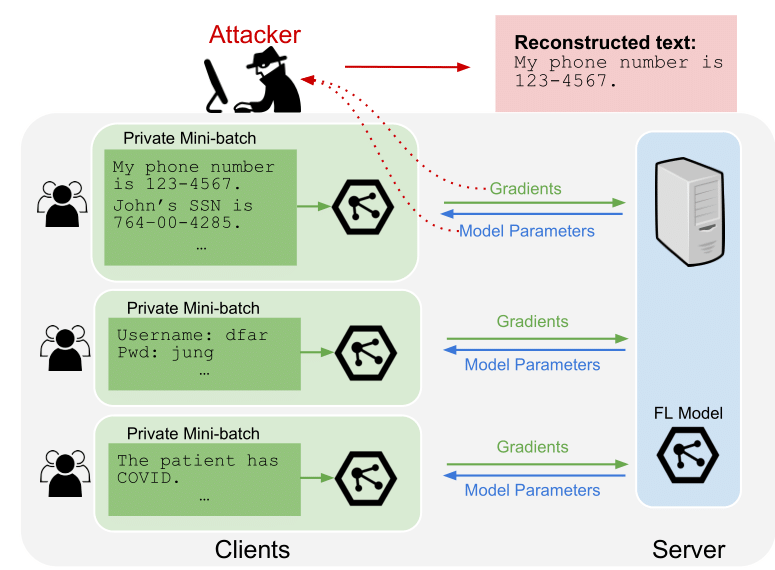 Attacker
Reconstructed text:
My phone number is
123-4567.
Private Mini-batch
My phone number
is 123-4567.
John's SSN is
764-00-4285.
…
Gradients
Model Parameters
Private Mini-batch
Username: dfar
Pwd: jung
…
Gradients
Model Parameters
Private Mini-batch
The patient has
COVID.
…
Gradients
Model Parameters
FL Model
Clients
Server